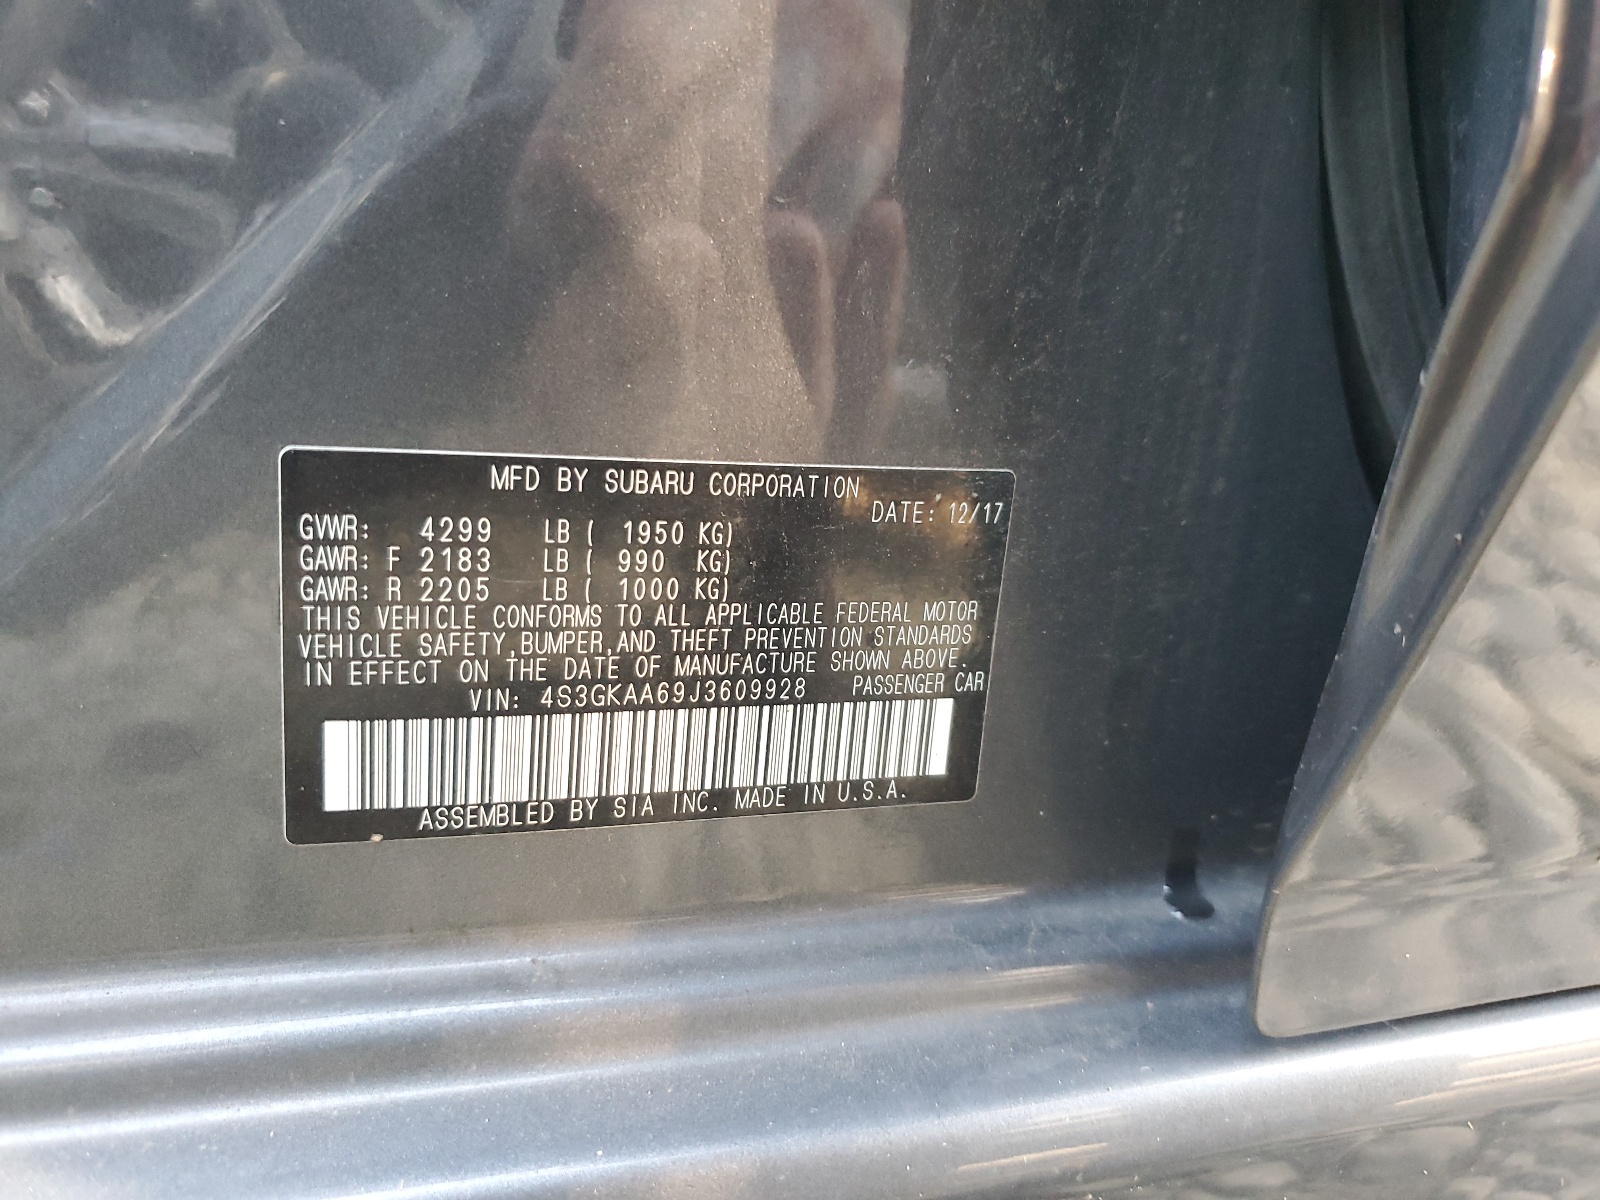 MFD BY SUBARU CORPORATION
DATE: 12/17
GVWR: 4299 LB ( 1950 KG)
GAWR: F 2183 LB ( 990 KG)
GAWR: R 2205 LB ( 1000 KG)
THIS VEHICLE CONFORMS TO ALL APPLICABLE FEDERAL MOTOR
VEHICLE SAFETY, BUMPER, AND THEFT PREVENTION STANDARDS
IN EFFECT ON THE DATE OF MANUFACTURE SHOWN ABOVE.
VIN: 4S3GKAA69J3609928 PASSENGER CAR
ASSEMBLED BY SIA INC. MADE IN U.S.A.